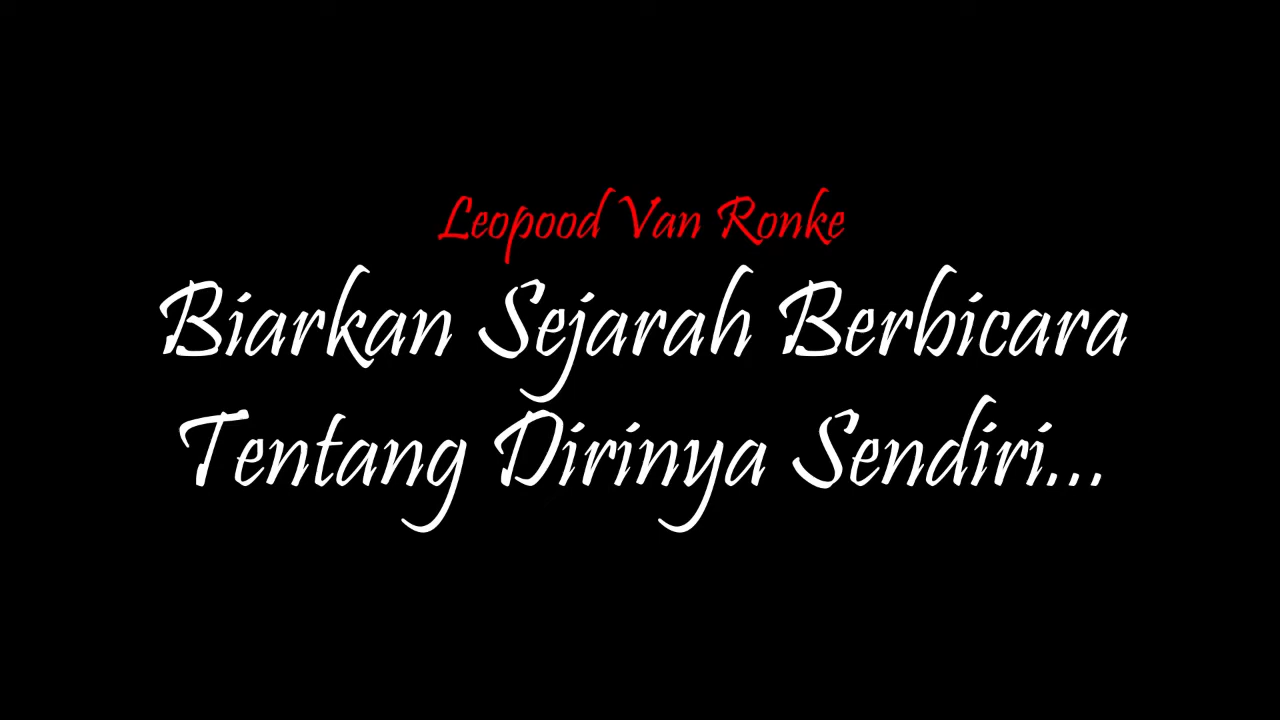 Leopood Van Ronke
Biarkan Sejarah Berbicara
Tentang Dirinya Sendiri...